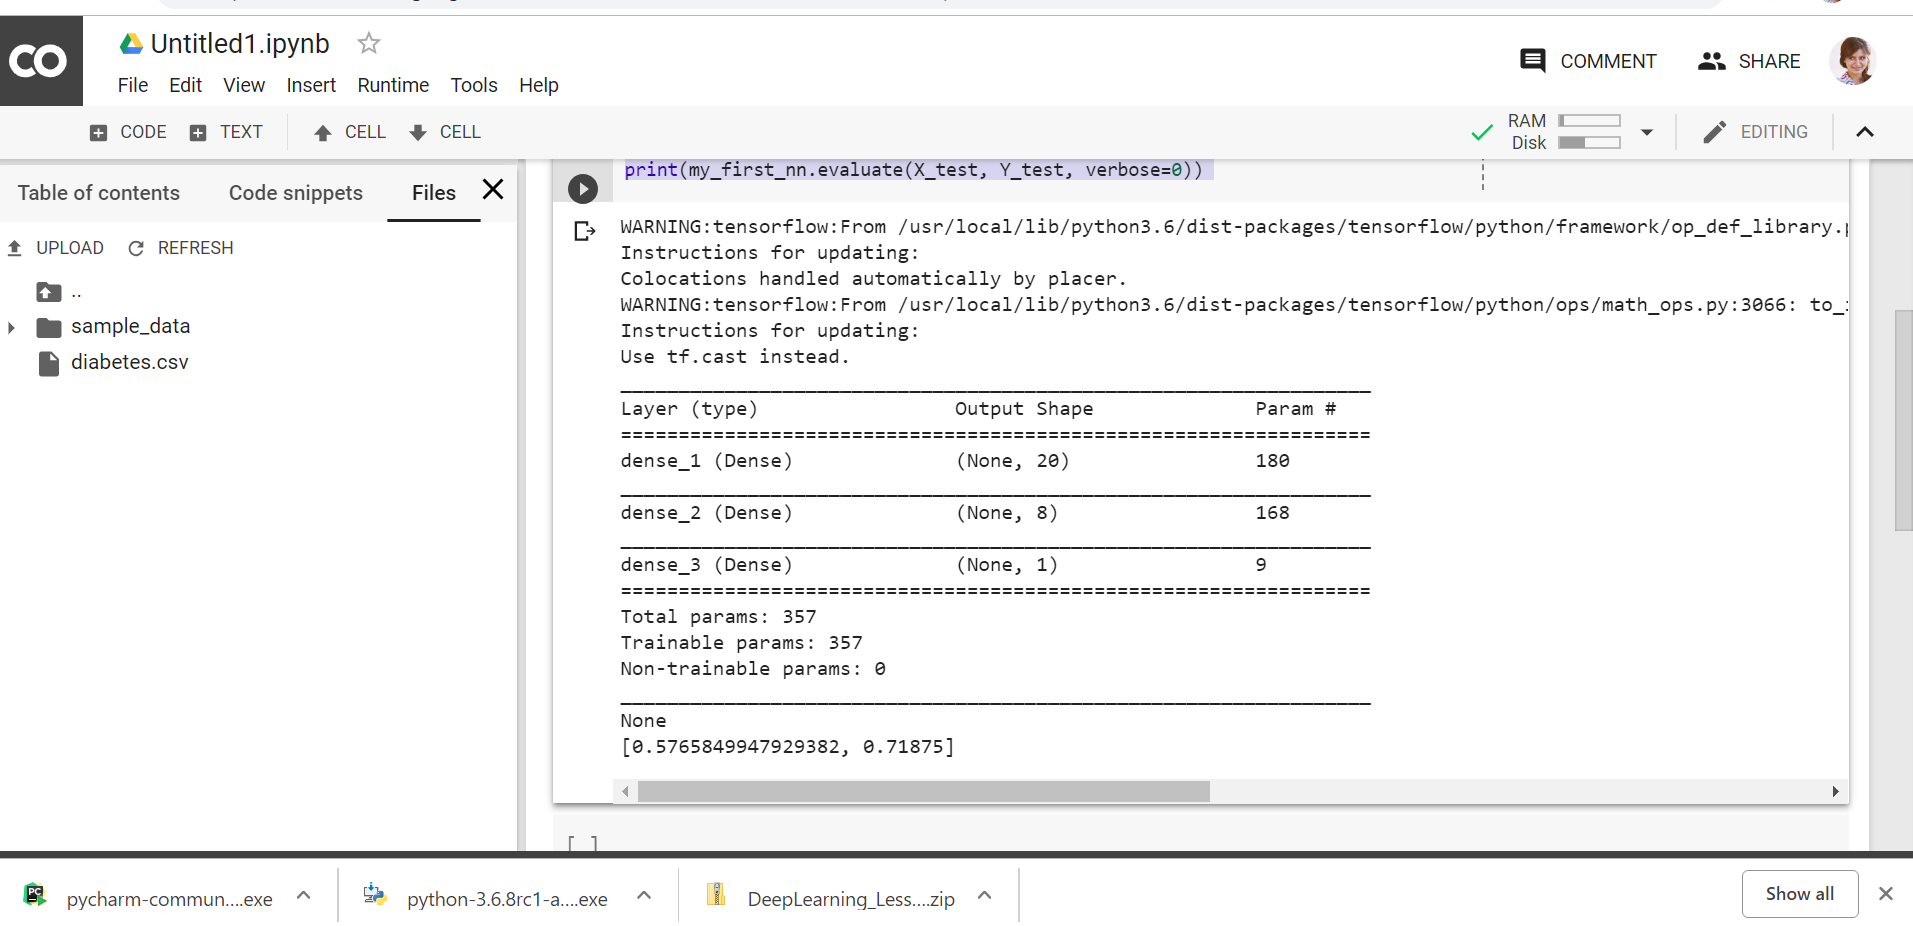 CO
Untitled1.ipynb
File Edit View Insert Runtime Tools Help
COMMENT SHARE
CODE TEXT CELL CELL
RAM
Disk
EDITING
Table of contents Code snippets Files
UPLOAD REFRESH
..
sample_data
diabetes.csv
print(my_first_nn.evaluate(X_test, Y_test, verbose=0))
WARNING:tensorflow:From /usr/local/lib/python3.6/dist-packages/tensorflow/python/framework/op_def_library.p
Instructions for updating:
Colocations handled automatically by placer.
WARNING:tensorflow:From /usr/local/lib/python3.6/dist-packages/tensorflow/python/ops/math_ops.py:3066: to_i
Instructions for updating:
Use tf.cast instead.
_________________________________________________________________
Layer (type) Output Shape Param #
=================================================================
dense_1 (Dense) (None, 20) 180
_________________________________________________________________
dense_2 (Dense) (None, 8) 168
_________________________________________________________________
dense_3 (Dense) (None, 1) 9
=================================================================
Total params: 357
Trainable params: 357
Non-trainable params: 0
_________________________________________________________________
None
[0.5765849947929382, 0.71875]
[ ]
PC
pycharm-commun....exe python-3.6.8rc1-a....exe DeepLearning_Less....zip Show all